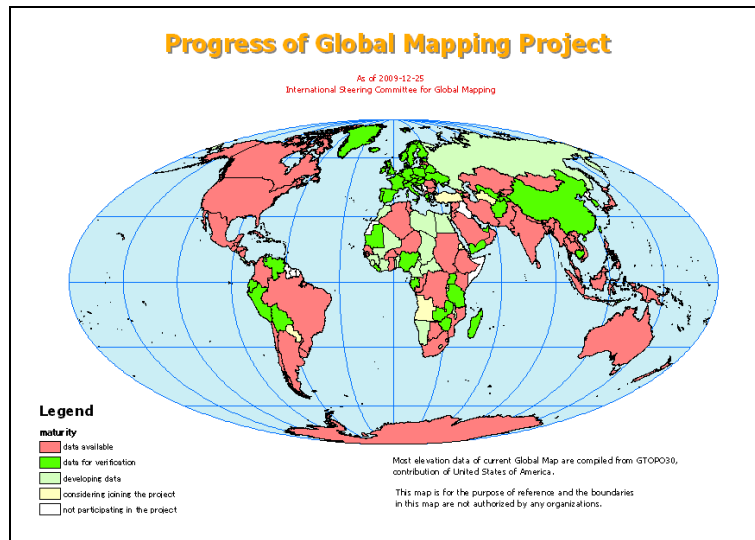 Progress of Global Mapping Project
As of 2009-12-25
International Steering Committee for Global Mapping
Legend
maturity
data available
data for verification
developing data
considering joining the project
not participating in the project
Most elevation data of current Global Map are compiled from GTOPO30,
contribution of United States of America.
This map is for the purpose of reference and the boundaries
in this map are not authorized by any organizations.